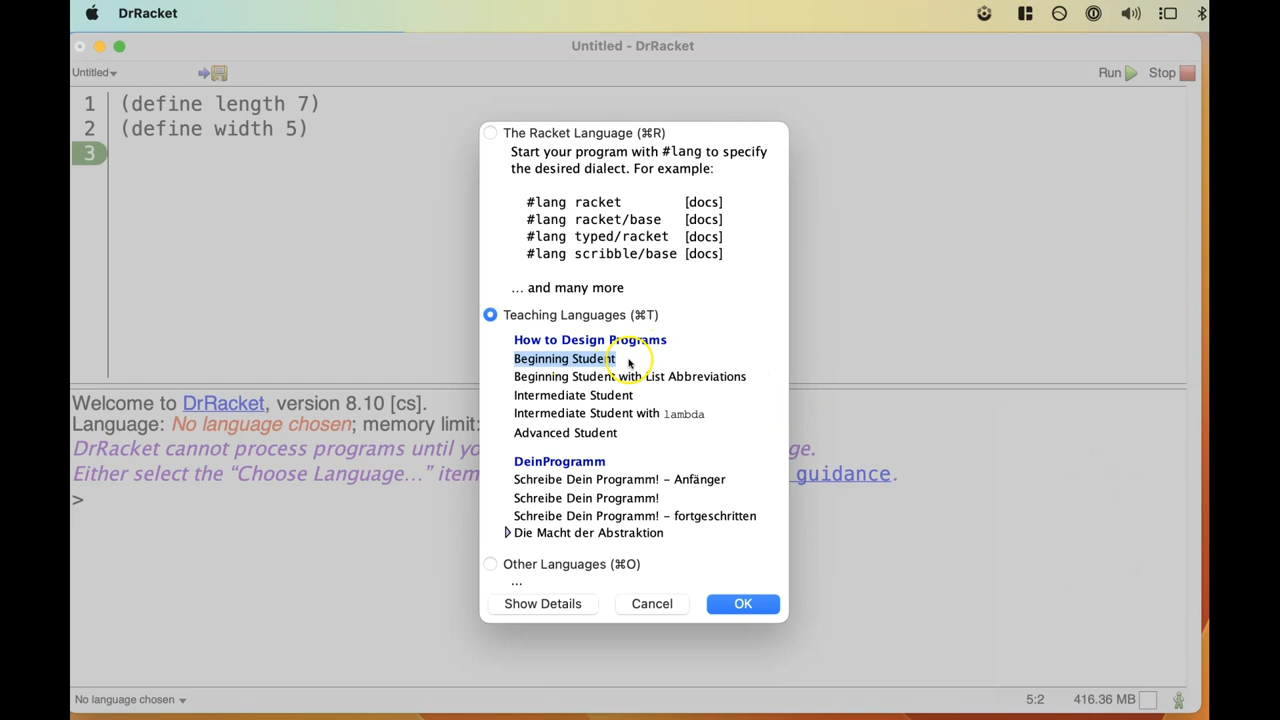 DrRacket
Untitled - DrRacket
Untitled
Run Stop
1 (define length 7)
2 (define width 5)
3
The Racket Language (⌘R)
Start your program with #lang to specify
the desired dialect. For example:
#lang racket [docs]
#lang racket/base [docs]
#lang typed/racket [docs]
#lang scribble/base [docs]
... and many more
Teaching Languages (⌘T)
How to Design Programs
Beginning Student
Beginning Student with List Abbreviations
Intermediate Student
Intermediate Student with lambda
Advanced Student
DeinProgramm
Schreibe Dein Programm! - Anfänger
Schreibe Dein Programm!
Schreibe Dein Programm! - fortgeschritten
Die Macht der Abstraktion
Other Languages (⌘O)
...
Show Details Cancel OK
Welcome to DrRacket, version 8.10 [cs].
Language: No language chosen; memory limit:
DrRacket cannot process programs until yo ge.
Either select the “Choose Language...” item guidance.
>
No language chosen 5:2 416.36 MB